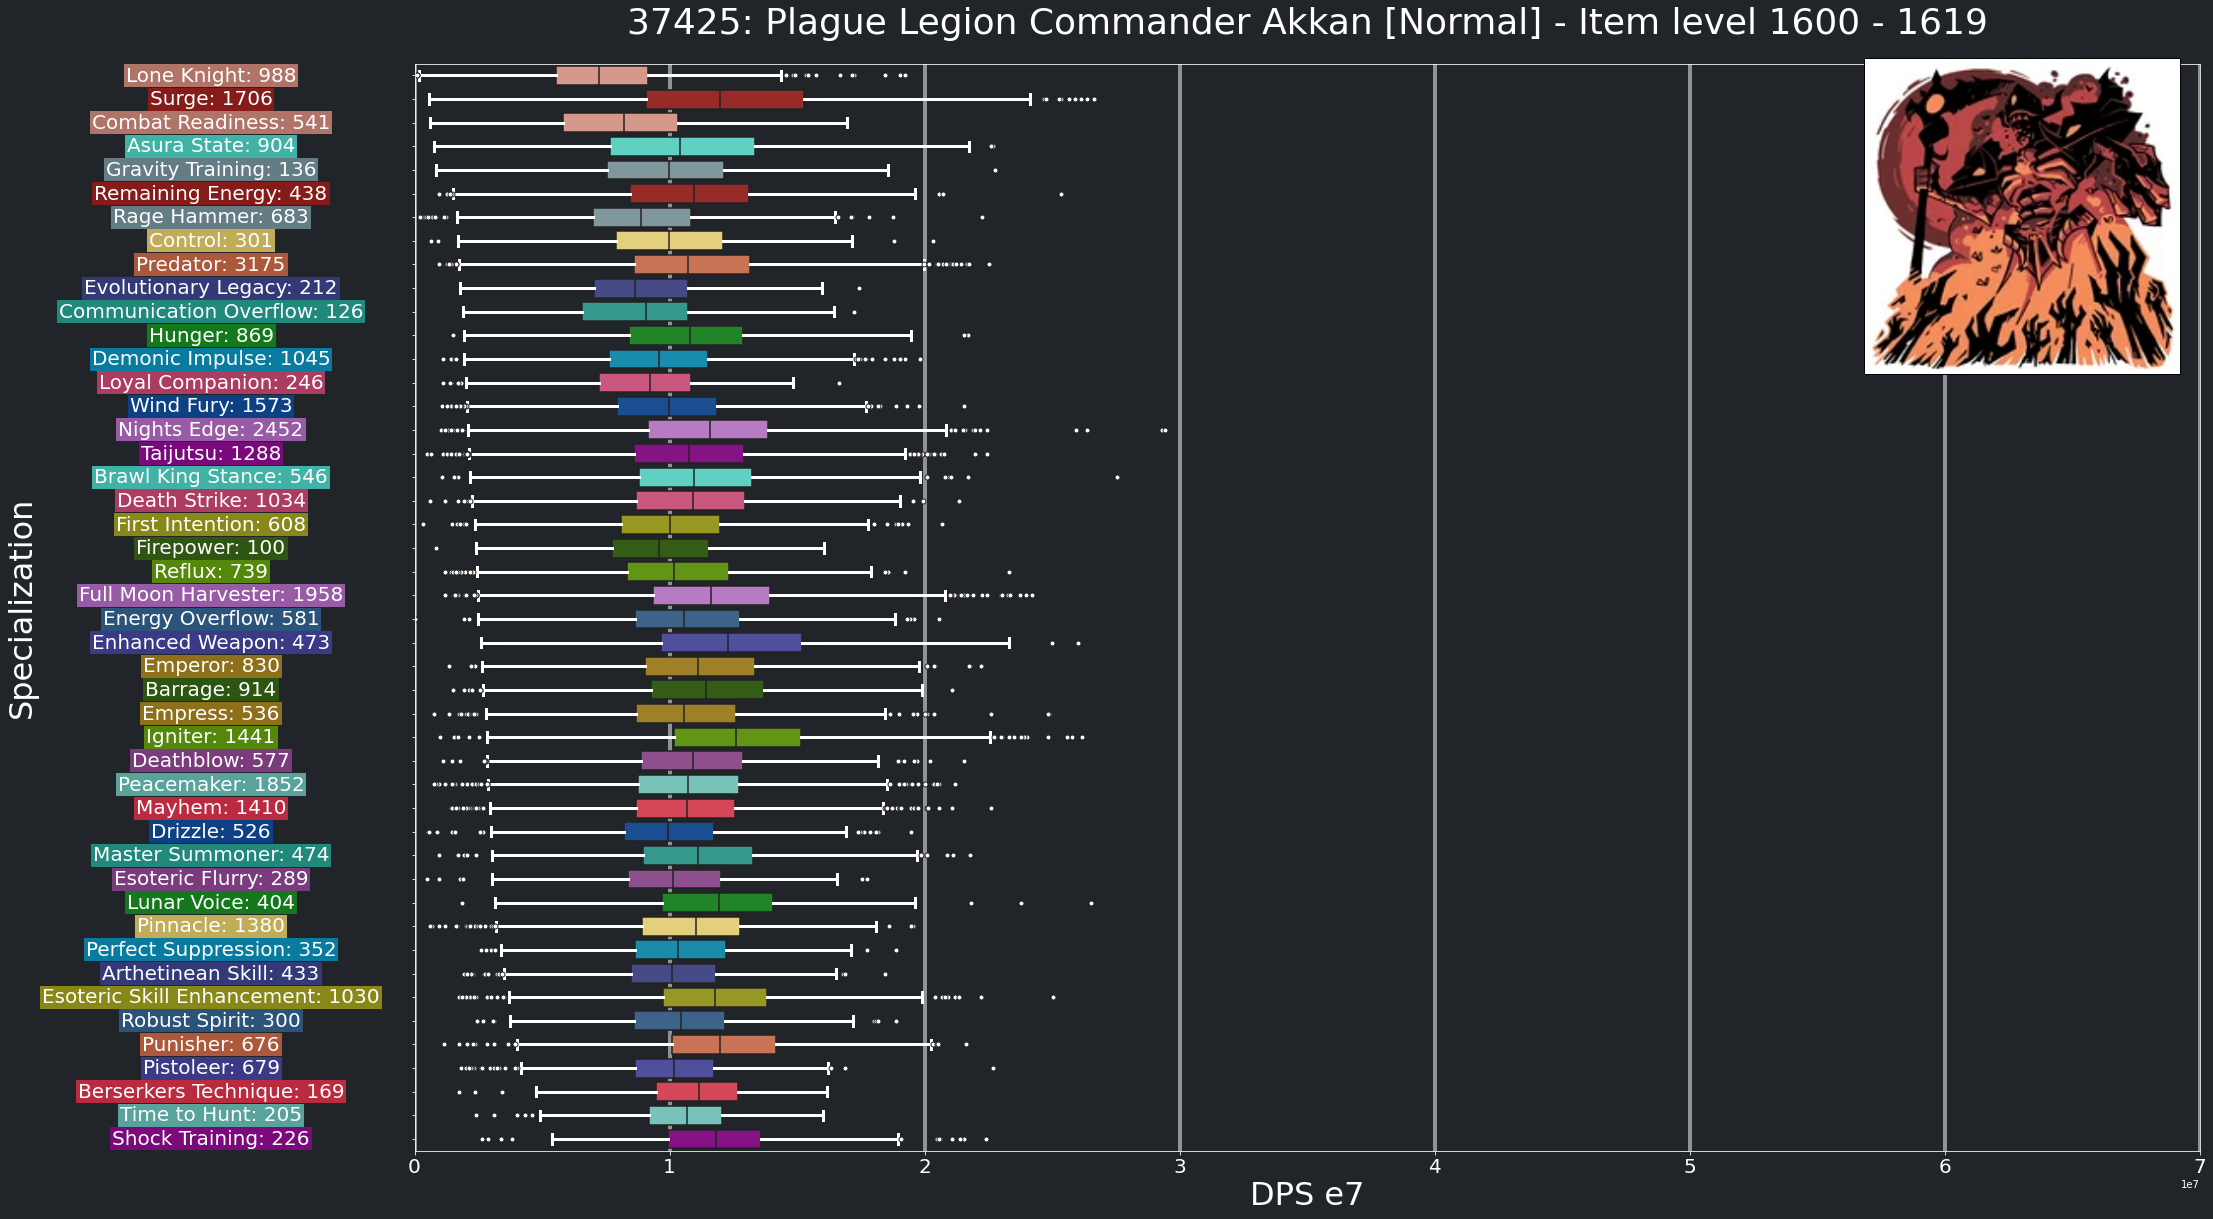 37425: Plague Legion Commander Akkan [Normal] - Item level 1600 - 1619
Lone Knight: 988
Surge: 1706
Combat Readiness: 541
Asura State: 904
Gravity Training: 136
Remaining Energy: 438
Rage Hammer: 683
Control: 301
Predator: 3175
Evolutionary Legacy: 212
Communication Overflow: 126
Hunger: 869
Demonic Impulse: 1045
Loyal Companion: 246
Wind Fury: 1573
Nights Edge: 2452
Taijutsu: 1288
Brawl King Stance: 546
Death Strike: 1034
First Intention: 608
Firepower: 100
Reflux: 739
Full Moon Harvester: 1958
Energy Overflow: 581
Enhanced Weapon: 473
Emperor: 830
Barrage: 914
Empress: 536
Igniter: 1441
Deathblow: 577
Peacemaker: 1852
Mayhem: 1410
Drizzle: 526
Master Summoner: 474
Esoteric Flurry: 289
Lunar Voice: 404
Pinnacle: 1380
Perfect Suppression: 352
Arthetinean Skill: 433
Esoteric Skill Enhancement: 1030
Robust Spirit: 300
Punisher: 676
Pistoleer: 679
Berserkers Technique: 169
Time to Hunt: 205
Shock Training: 226
Specialization
0 1 2 3 4 5 6 7
1e7
DPS e7